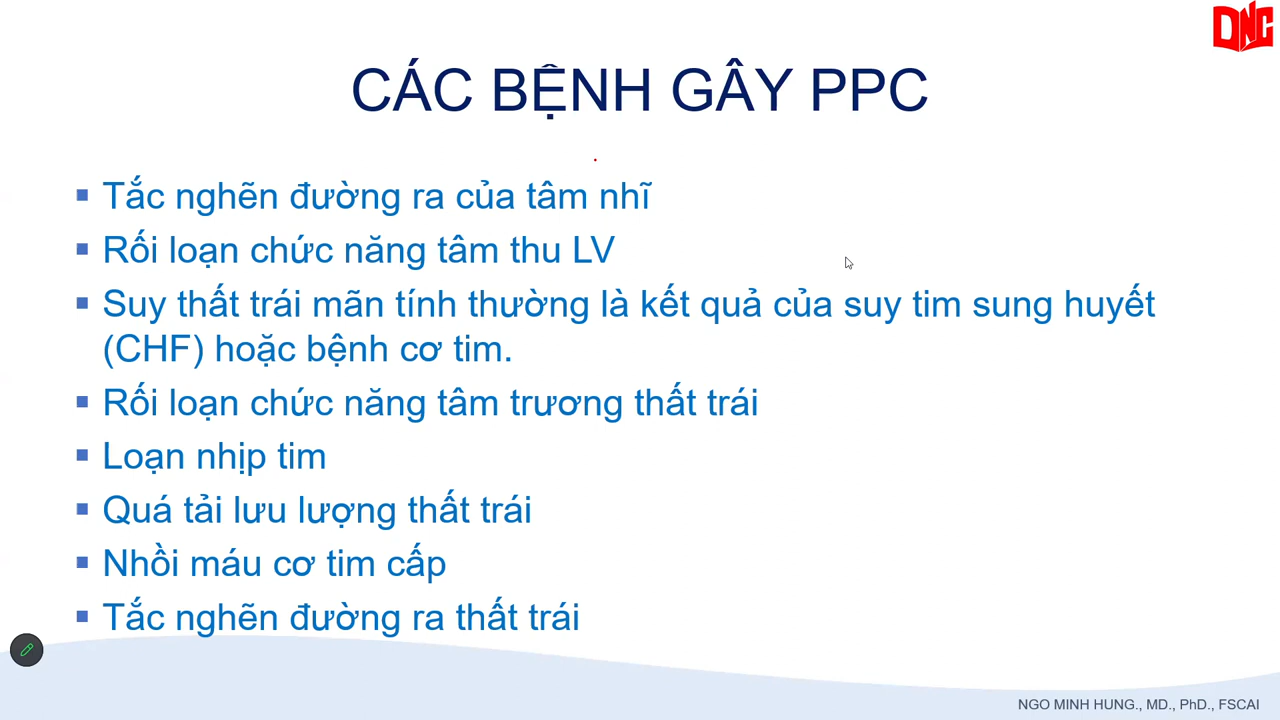 DNC
CÁC BỆNH GÂY PPC
Tắc nghẽn đường ra của tâm nhĩ
Rối loạn chức năng tâm thu LV
Suy thất trái mãn tính thường là kết quả của suy tim sung huyết
(CHF) hoặc bệnh cơ tim.
Rối loạn chức năng tâm trương thất trái
Loạn nhịp tim
Quá tải lưu lượng thất trái
Nhồi máu cơ tim cấp
Tắc nghẽn đường ra thất trái
NGO MINH HUNG., MD., PhD., FSCAI